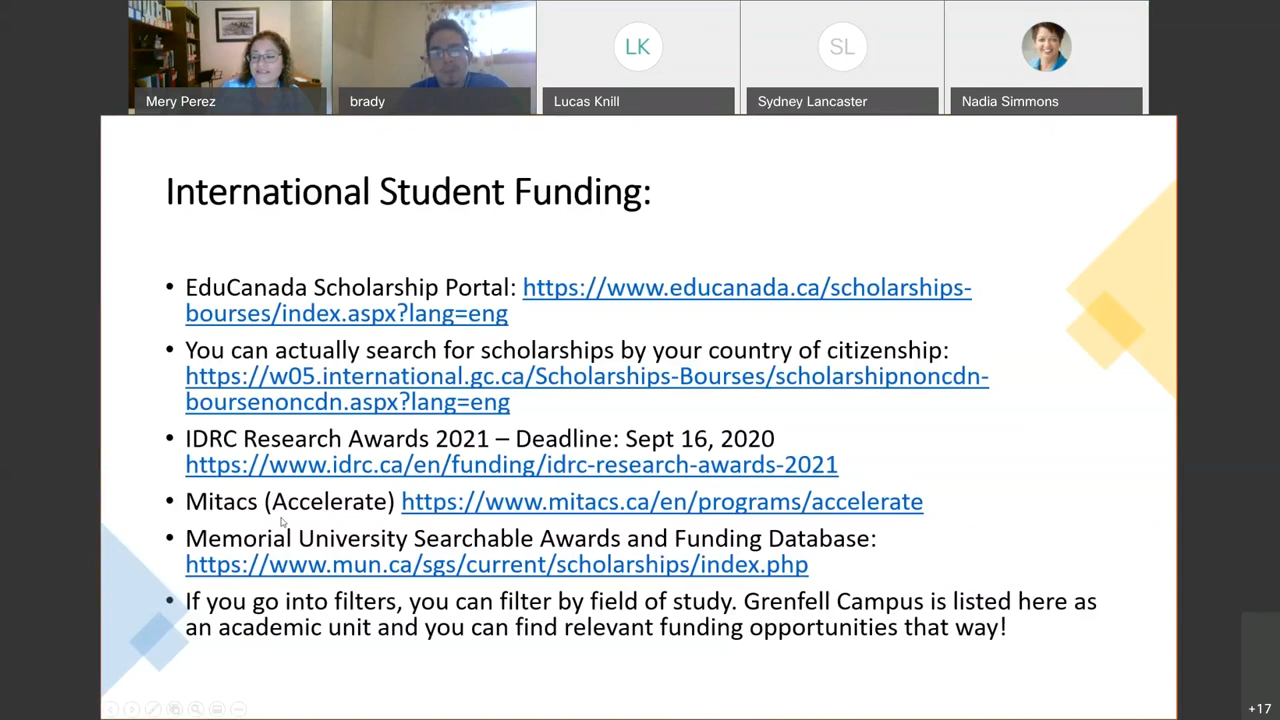 LK
SL
Mery Perez
brady
Lucas Knill
Sydney Lancaster
Nadia Simmons
International Student Funding:
• EduCanada Scholarship Portal: https://www.educanada.ca/scholarships-
bourses/index.aspx?lang=eng
• You can actually search for scholarships by your country of citizenship:
https://w05.international.gc.ca/Scholarships-Bourses/scholarshipnoncdn-
boursenoncdn.aspx?lang=eng
• IDRC Research Awards 2021 – Deadline: Sept 16, 2020
https://www.idrc.ca/en/funding/idrc-research-awards-2021
• Mitacs (Accelerate) https://www.mitacs.ca/en/programs/accelerate
• Memorial University Searchable Awards and Funding Database:
https://www.mun.ca/sgs/current/scholarships/index.php
• If you go into filters, you can filter by field of study. Grenfell Campus is listed here as
an academic unit and you can find relevant funding opportunities that way!
+17